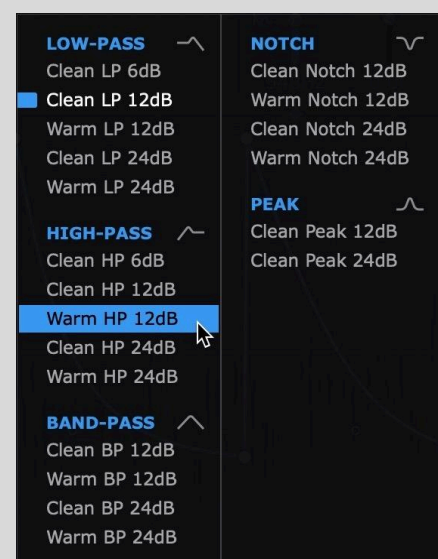 LOW-PASS
Clean LP 6dB
Clean LP 12dB
Warm LP 12dB
Clean LP 24dB
Warm LP 24dB
HIGH-PASS
Clean HP 6dB
Clean HP 12dB
Warm HP 12dB
Clean HP 24dB
Warm HP 24dB
BAND-PASS
Clean BP 12dB
Warm BP 12dB
Clean BP 24dB
Warm BP 24dB
NOTCH
Clean Notch 12dB
Warm Notch 12dB
Clean Notch 24dB
Warm Notch 24dB
PEAK
Clean Peak 12dB
Clean Peak 24dB